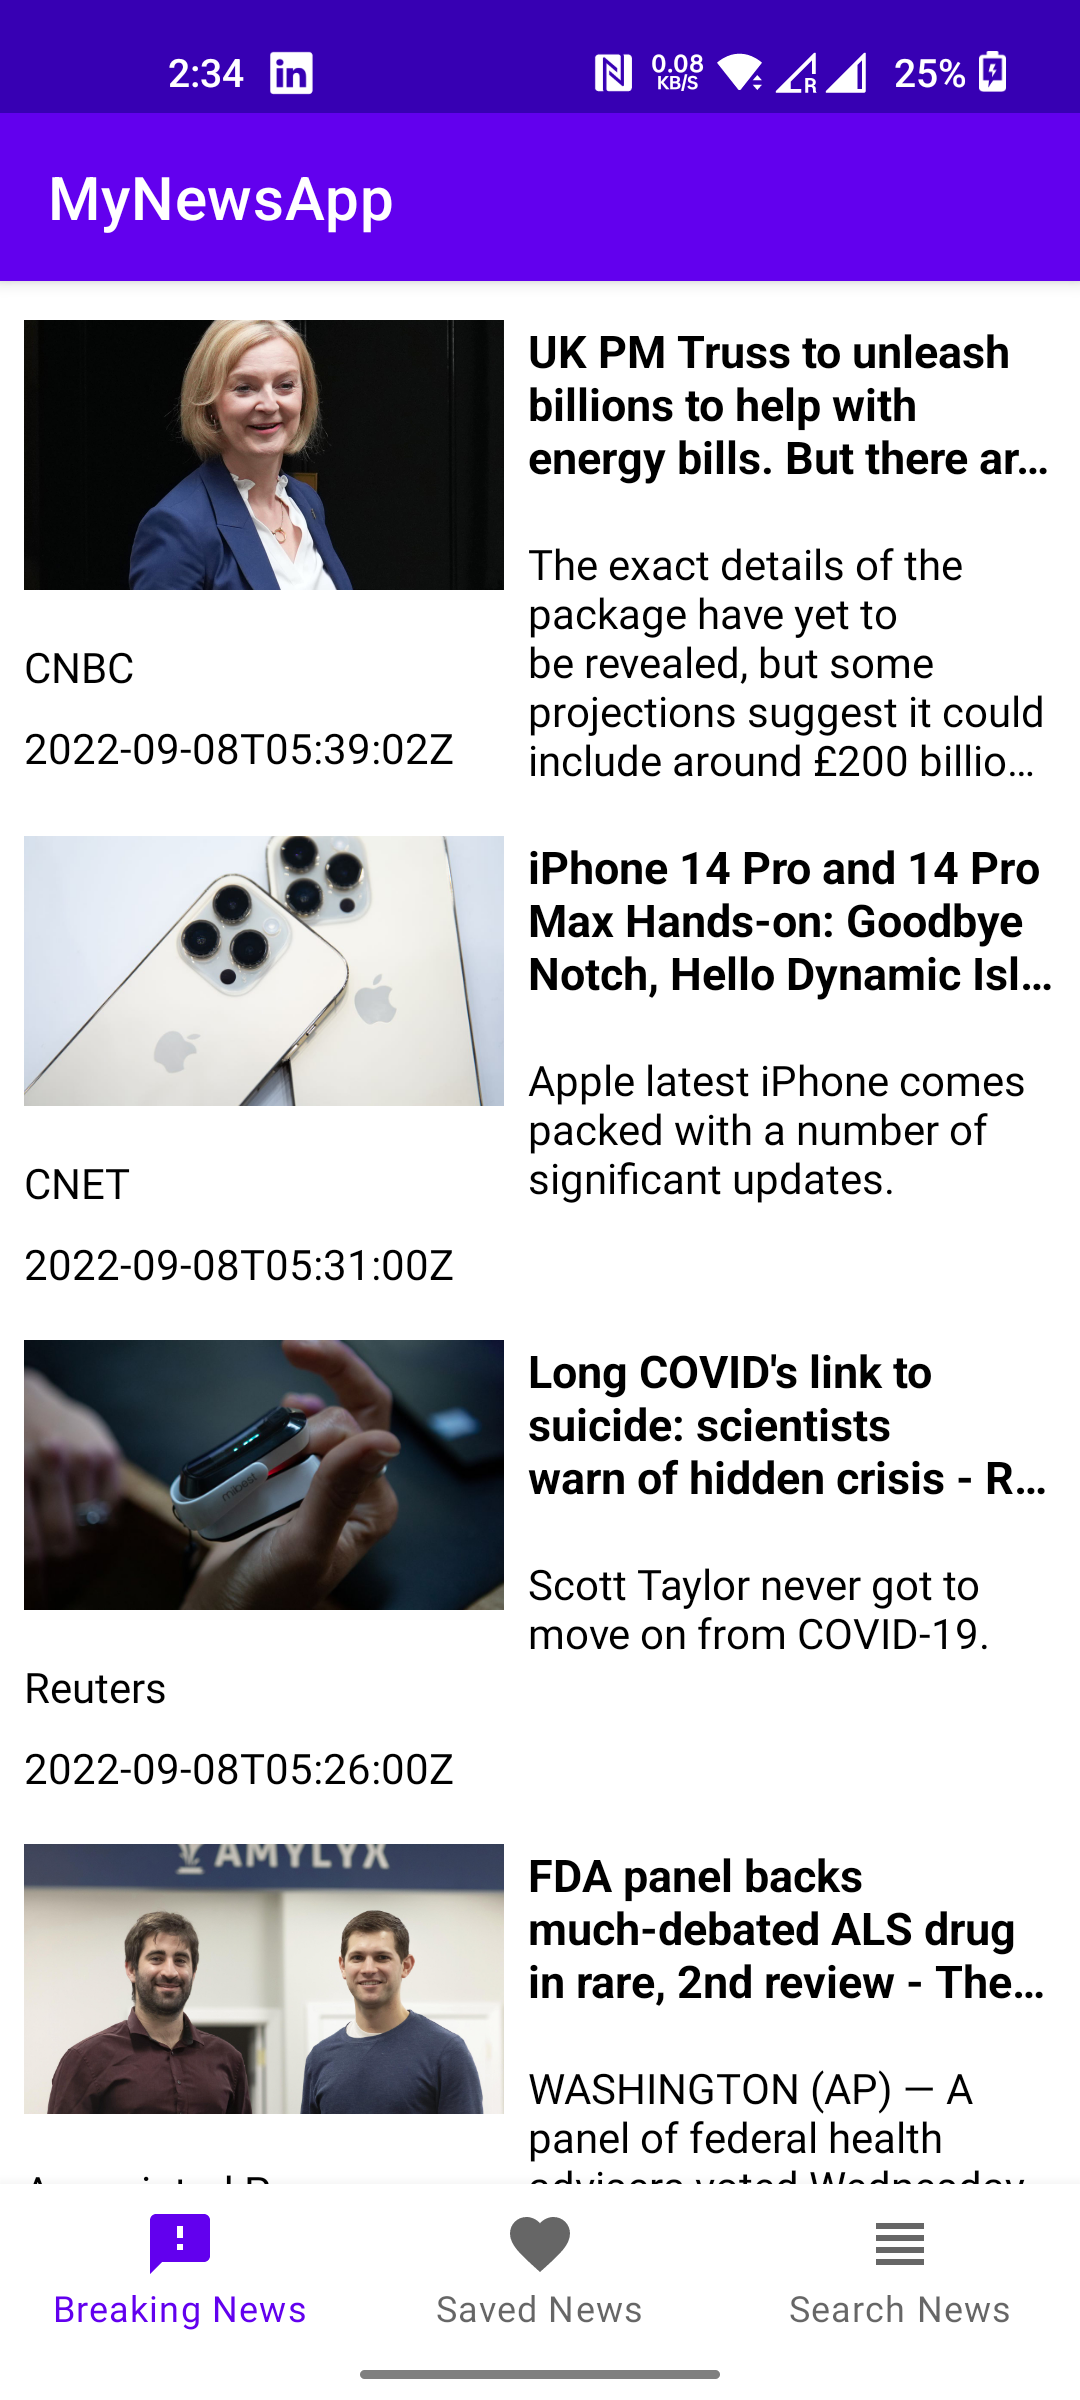 2:34
0.08
KB/S
R
25%
MyNewsApp
UK PM Truss to unleash
billions to help with
energy bills. But there ar…
The exact details of the
package have yet to
be revealed, but some
projections suggest it could
include around £200 billio…
CNBC
2022-09-08T05:39:02Z
iPhone 14 Pro and 14 Pro
Max Hands-on: Goodbye
Notch, Hello Dynamic Isl…
Apple latest iPhone comes
packed with a number of
significant updates.
CNET
2022-09-08T05:31:00Z
Long COVID's link to
suicide: scientists
warn of hidden crisis - R…
Scott Taylor never got to
move on from COVID-19.
Reuters
2022-09-08T05:26:00Z
AMYLYX
FDA panel backs
much-debated ALS drug
in rare, 2nd review - The…
WASHINGTON (AP) — A
panel of federal health
Breaking News
Saved News
Search News